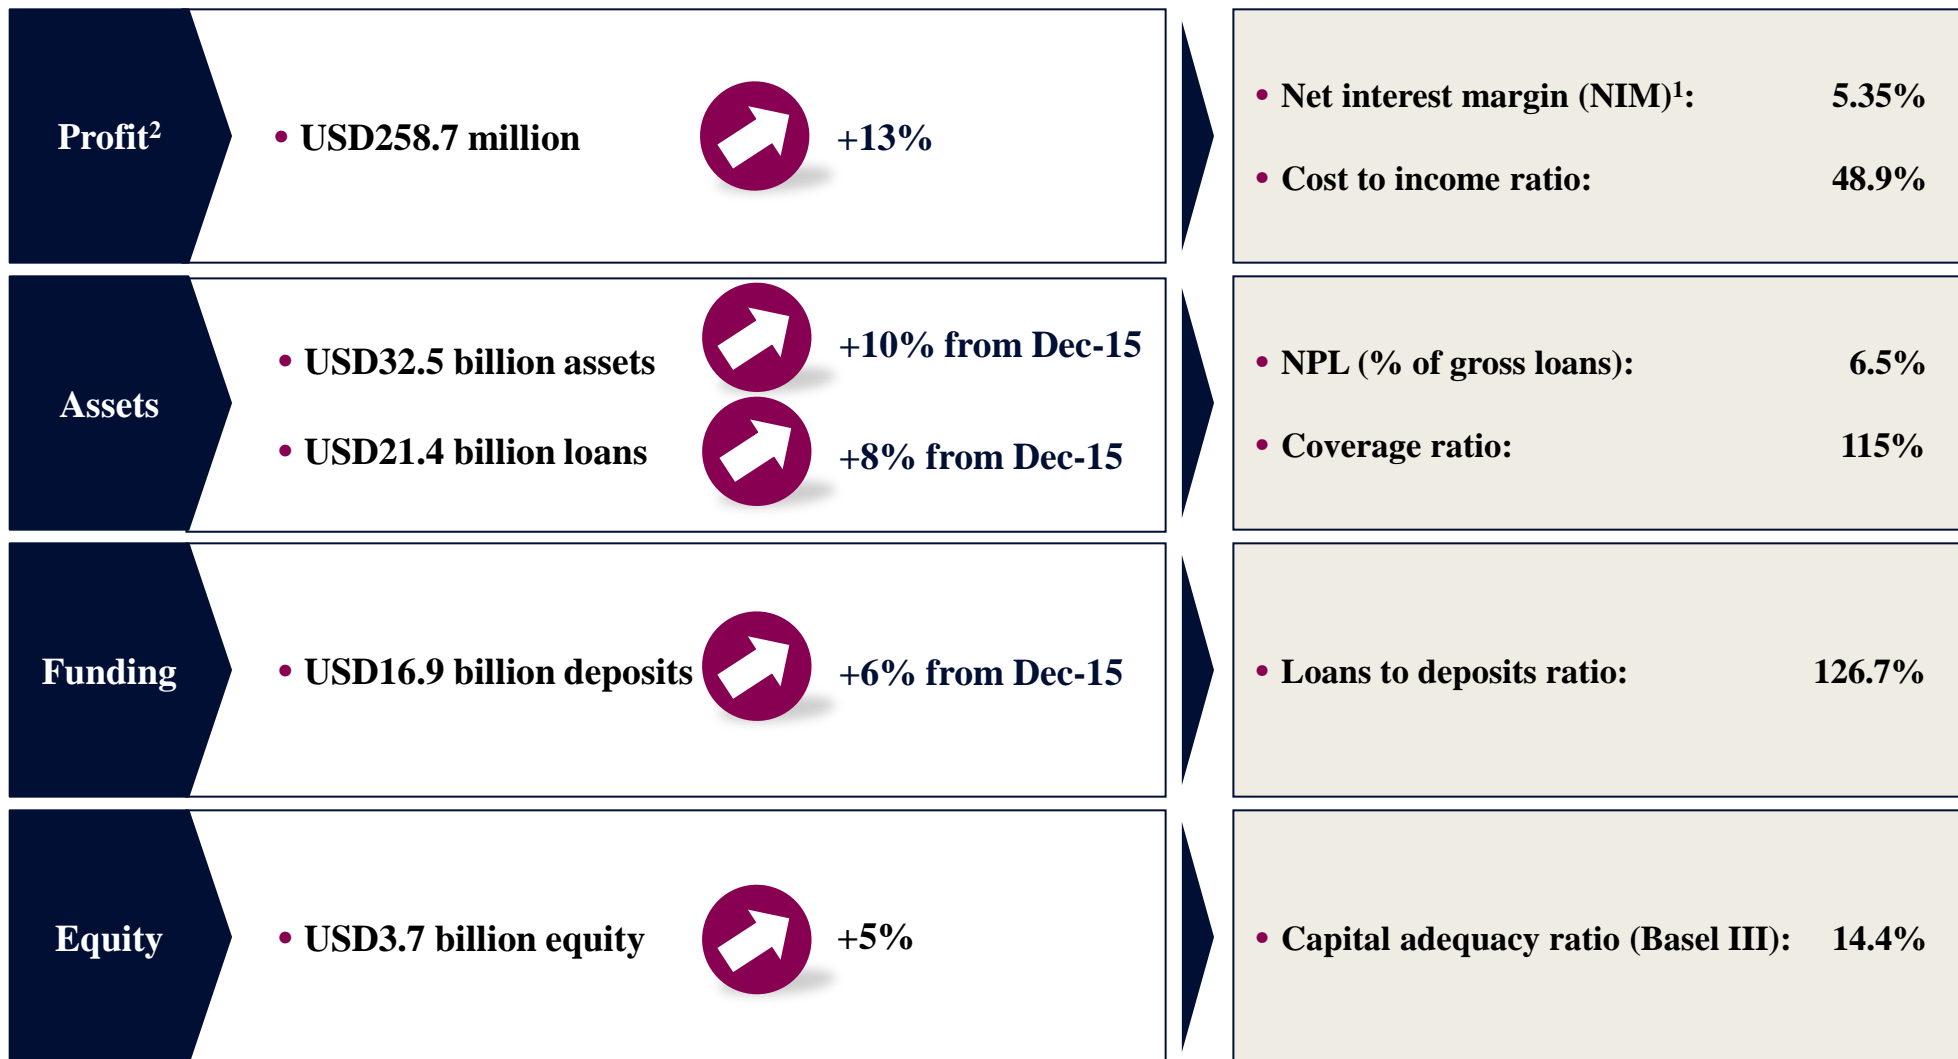 Profit²
• USD258.7 million
+13%
• Net interest margin (NIM)¹: 5.35%
• Cost to income ratio: 48.9%
Assets
• USD32.5 billion assets
+10% from Dec-15
• USD21.4 billion loans
+8% from Dec-15
• NPL (% of gross loans): 6.5%
• Coverage ratio: 115%
Funding
• USD16.9 billion deposits
+6% from Dec-15
• Loans to deposits ratio: 126.7%
Equity
• USD3.7 billion equity
+5%
• Capital adequacy ratio (Basel III): 14.4%